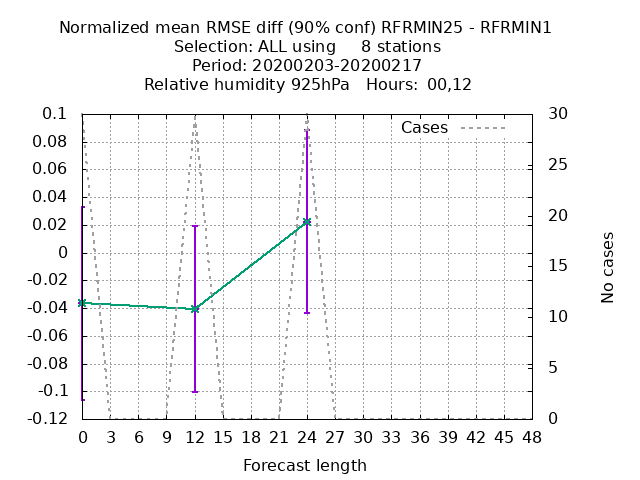 Normalized mean RMSE diff (90% conf) RFRMIN25 - RFRMIN1
Selection: ALL using     8 stations
Period: 20200203-20200217
Relative humidity 925hPa   Hours:  00,12
0.1
0.08
0.06
0.04
0.02
0
-0.02
-0.04
-0.06
-0.08
-0.1
-0.12
Cases
30
25
20
15
10
5
0
No cases
0 3 6 9 12 15 18 21 24 27 30 33 36 39 42 45 48
Forecast length